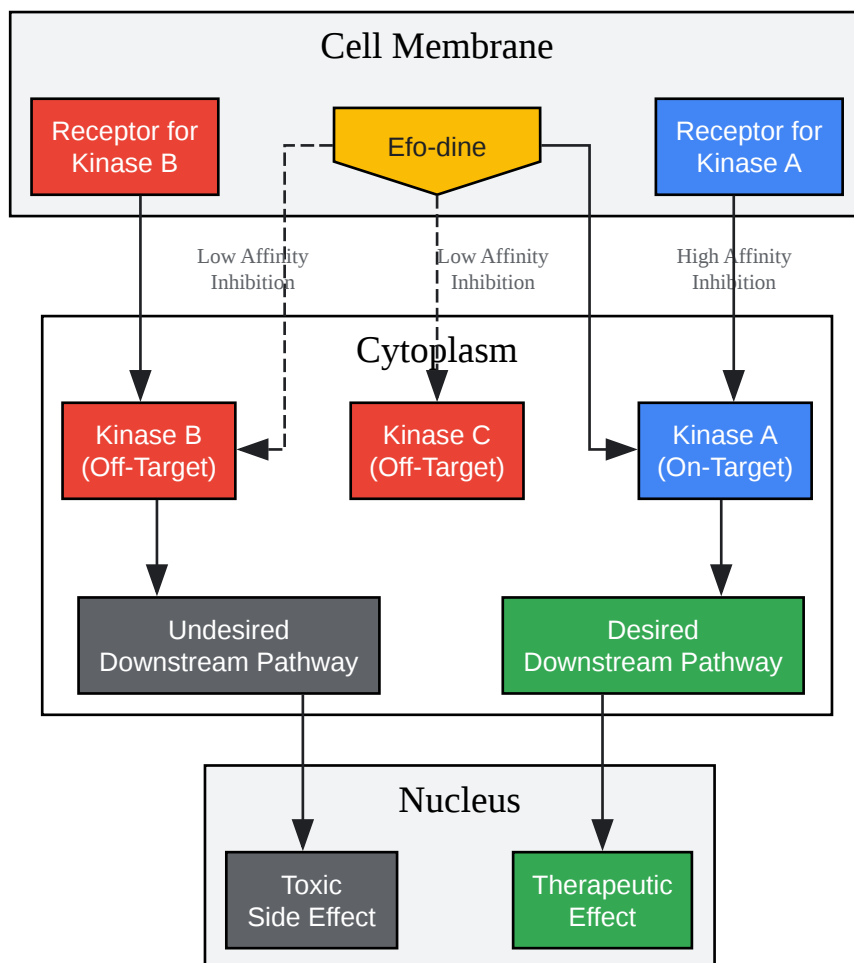 Cell Membrane
Receptor for
Kinase B
Efo-dine
Receptor for
Kinase A
Low Affinity
Inhibition
Low Affinity
Inhibition
High Affinity
Inhibition
Cytoplasm
Kinase B
(Off-Target)
Kinase C
(Off-Target)
Kinase A
(On-Target)
Undesired
Downstream Pathway
Desired
Downstream Pathway
Nucleus
Toxic
Side Effect
Therapeutic
Effect